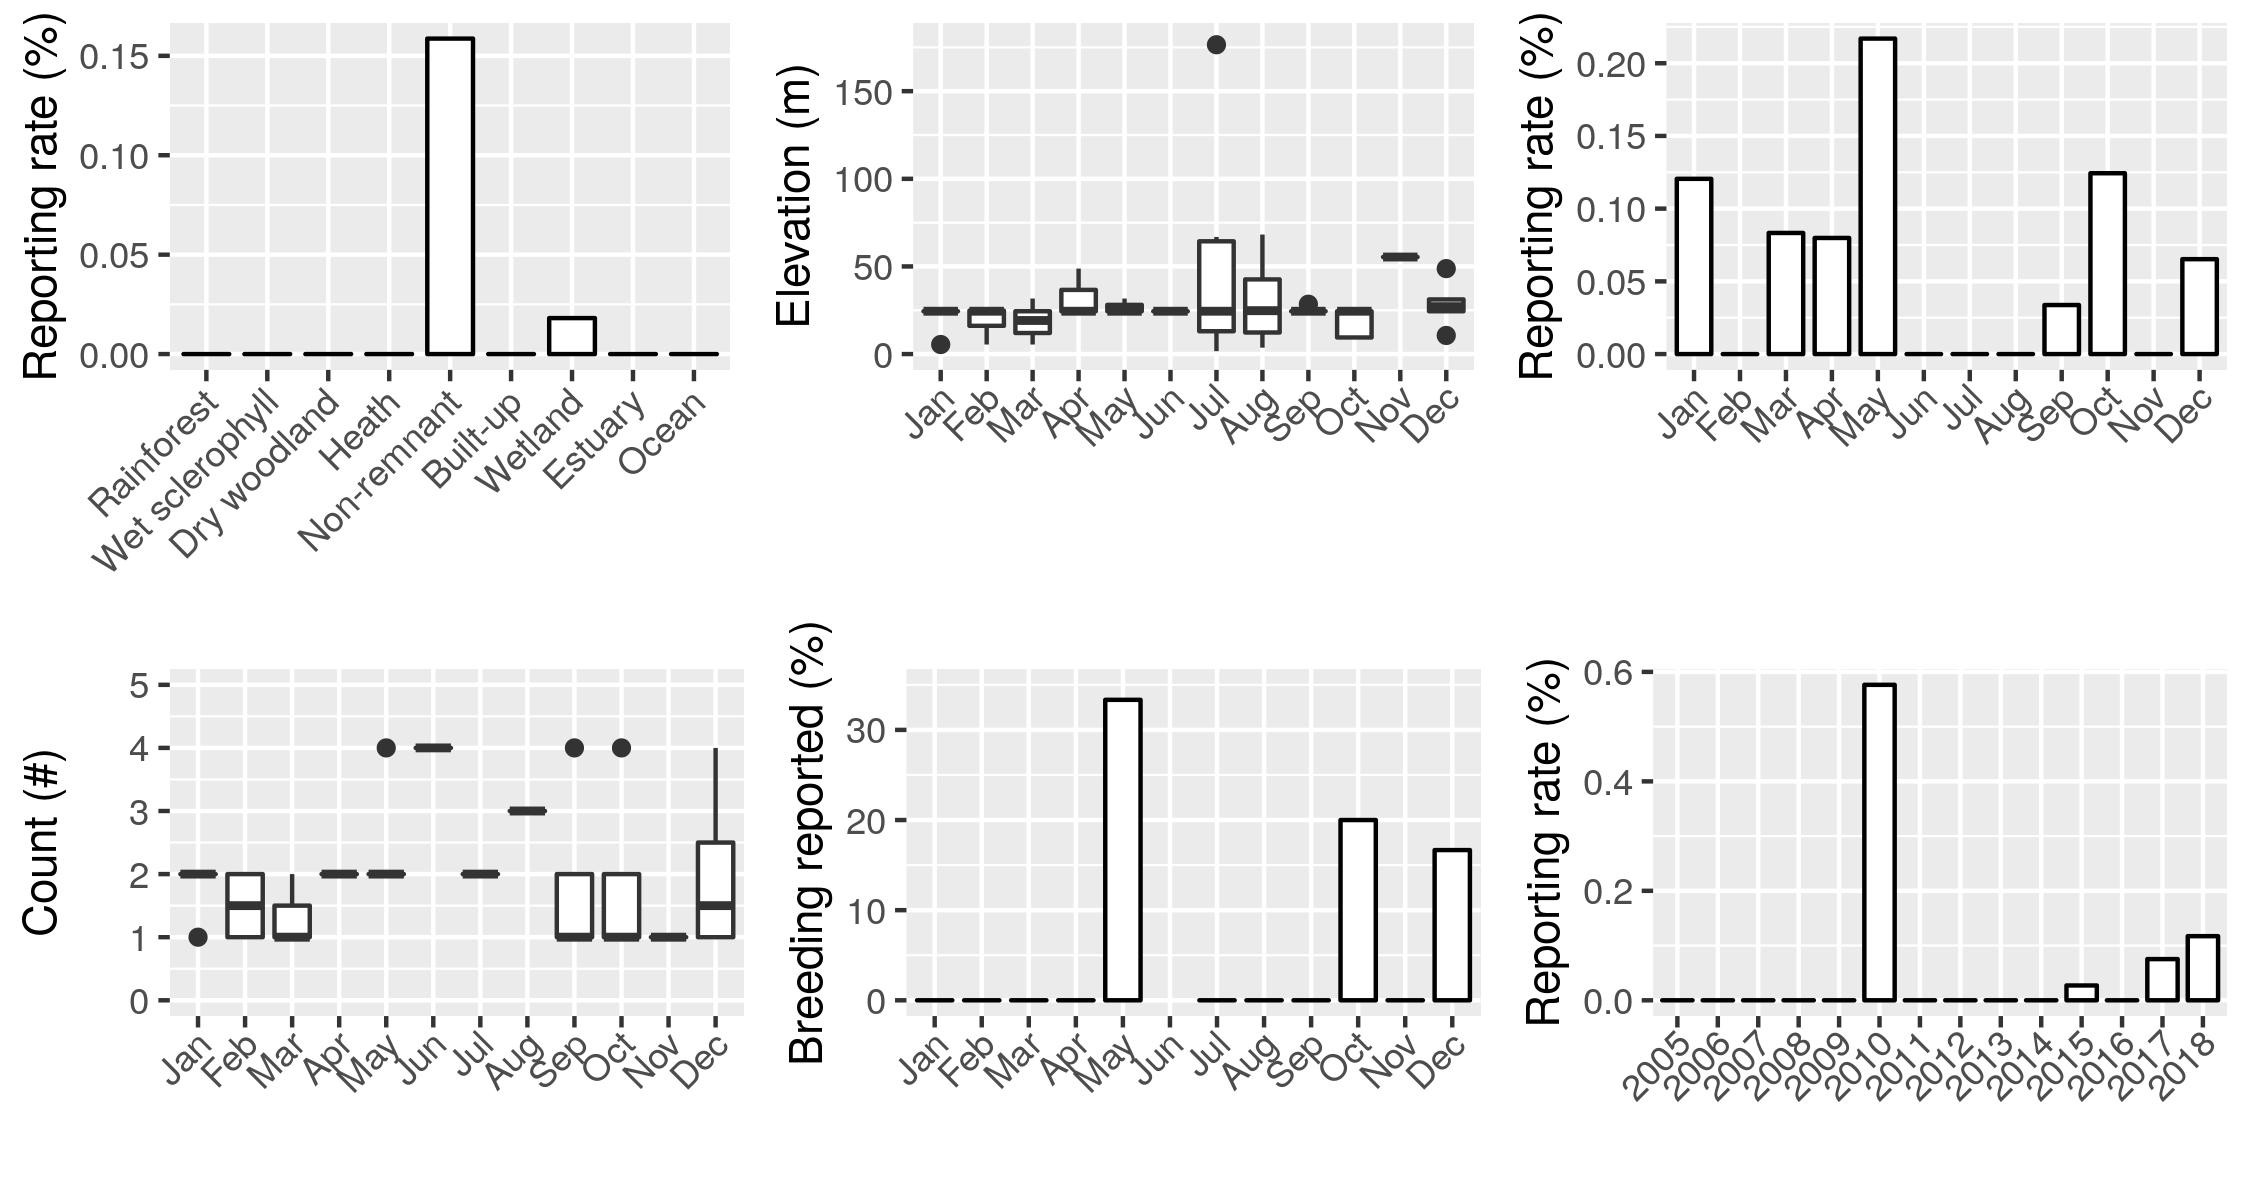 Reporting rate (%)
0.15
0.10
0.05
0.00
Rainforest
Wet sclerophyll
Dry woodland
Heath
Non-remnant
Built-up
Wetland
Estuary
Ocean
Elevation (m)
150
100
50
0
Jan
Feb
Mar
Apr
May
Jun
Jul
Aug
Sep
Oct
Nov
Dec
Reporting rate (%)
0.20
0.15
0.10
0.05
0.00
Jan
Feb
Mar
Apr
May
Jun
Jul
Aug
Sep
Oct
Nov
Dec
Count (#)
5
4
3
2
1
0
Jan
Feb
Mar
Apr
May
Jun
Jul
Aug
Sep
Oct
Nov
Dec
Breeding reported (%)
30
20
10
0
Jan
Feb
Mar
Apr
May
Jun
Jul
Aug
Sep
Oct
Nov
Dec
Reporting rate (%)
0.6
0.4
0.2
0.0
2005
2006
2007
2008
2009
2010
2011
2012
2013
2014
2015
2016
2017
2018